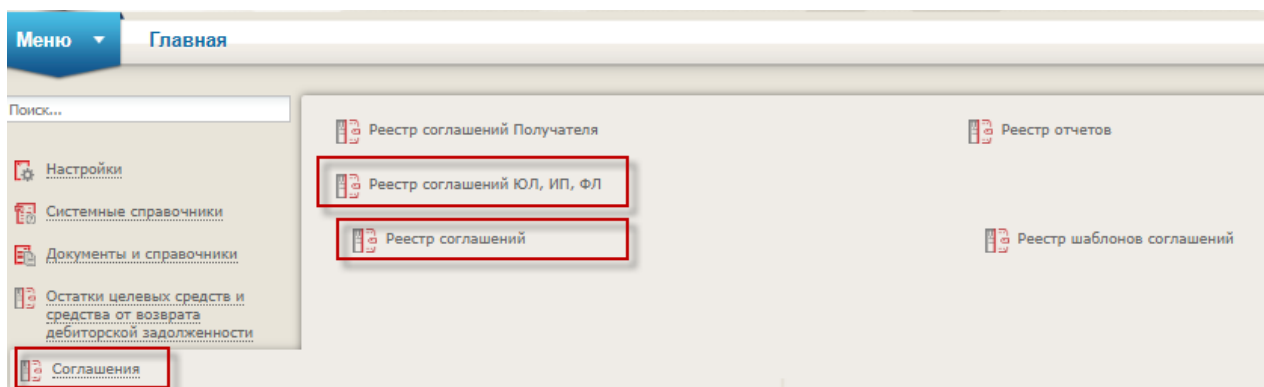 Меню Главная
Поиск...
Настройки
Системные справочники
Документы и справочники
Остатки целевых средств и
средства от возврата
дебиторской задолженности
Соглашения
Реестр соглашений Получателя
Реестр отчетов
Реестр соглашений ЮЛ, ИП, ФЛ
Реестр соглашений
Реестр шаблонов соглашений